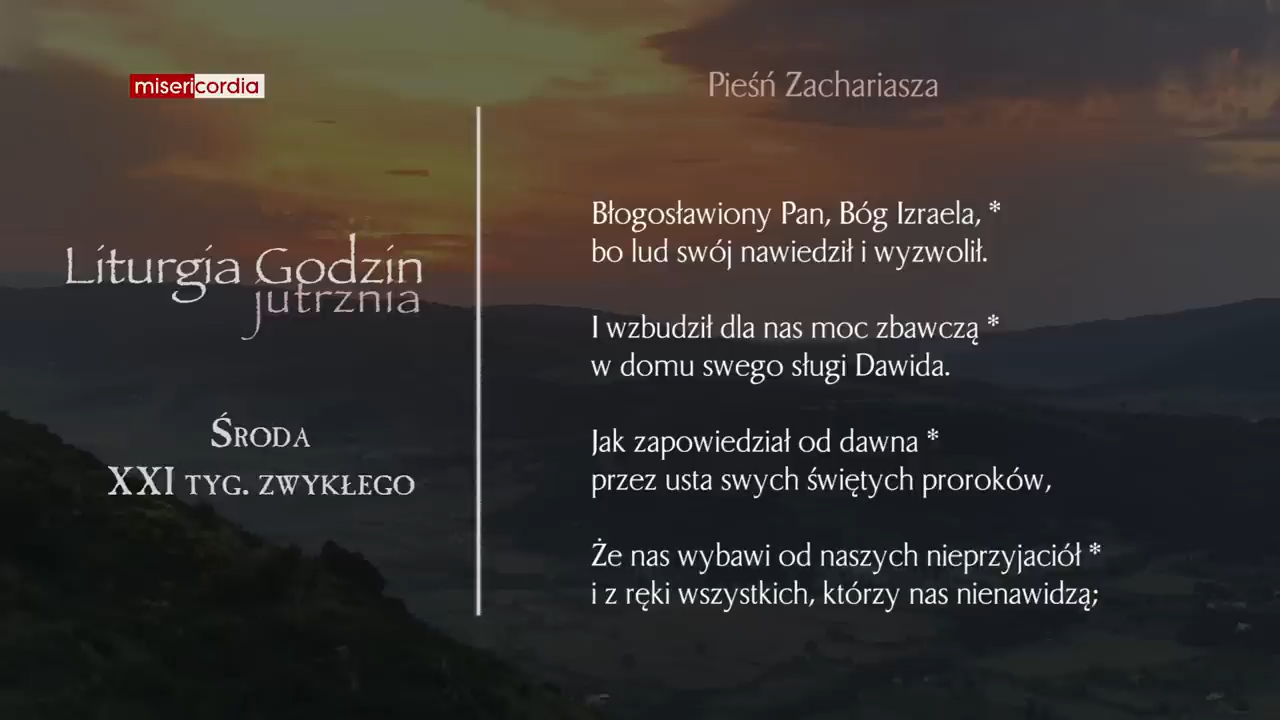 misericordia
Liturgia Godzin
jutrznia
Środa
XXI tyg. zwykłego
Pieśń Zachariasza
Błogosławiony Pan, Bóg Izraela, *
bo lud swój nawiedził i wyzwolił.
I wzbudził dla nas moc zbawczą *
w domu swego sługi Dawida.
Jak zapowiedział od dawna *
przez usta swych świętych proroków,
Że nas wybawi od naszych nieprzyjaciół *
i z ręki wszystkich, którzy nas nienawidzą;